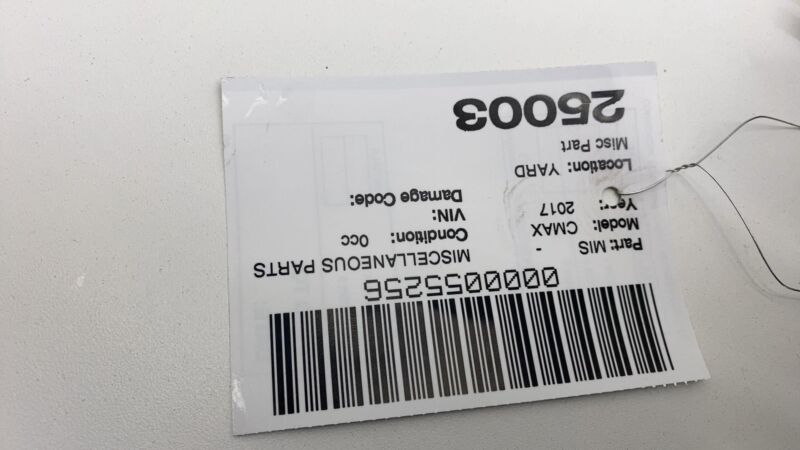 0000055256
MISCELLANEOUS PARTS
Part: MIS -
Model: CMAX
Year: 2017
Condition: 0cc
VIN:
Damage Code:
Location: YARD
Misc Part
25003